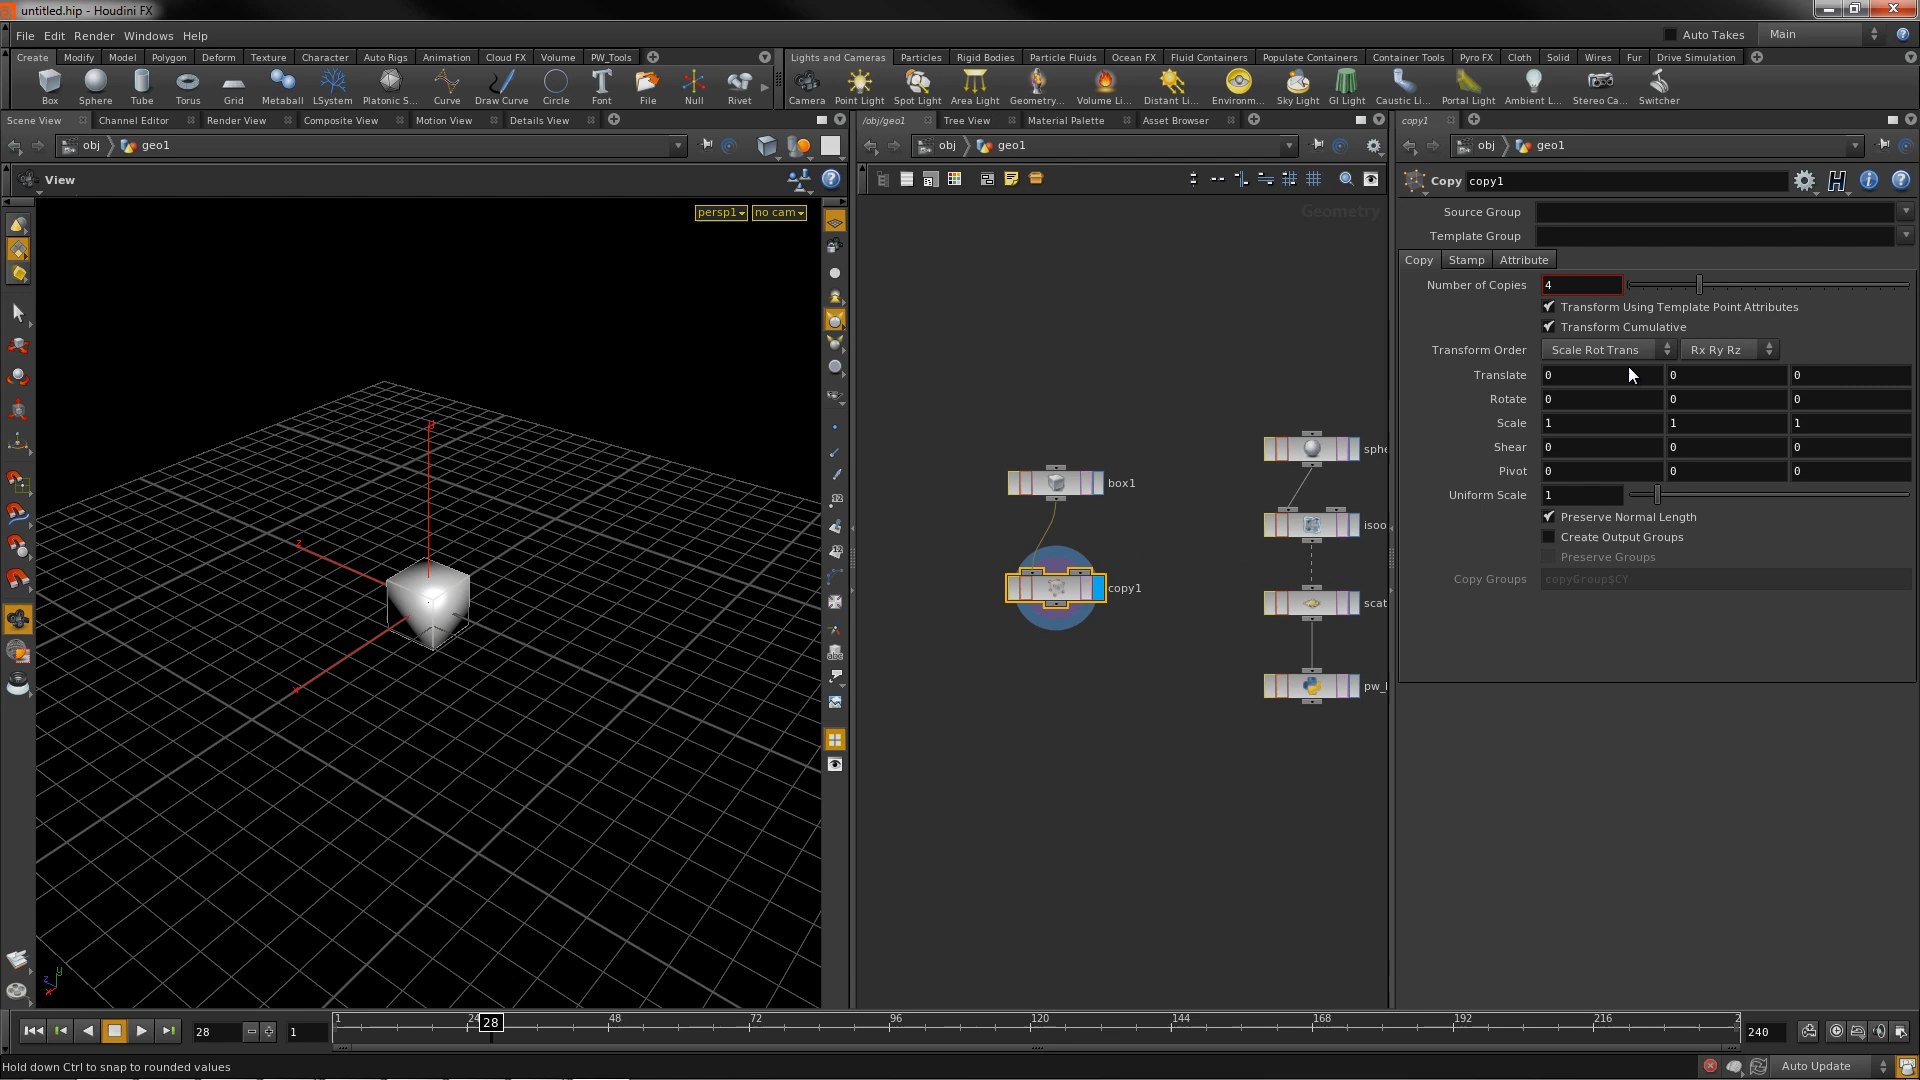 untitled.hip - Houdini FX
File Edit Render Windows Help
Auto Takes Main
Create Modify Model Polygon Deform Texture Character Auto Rigs Animation Cloud FX Volume PW_Tools
Lights and Cameras Particles Rigid Bodies Particle Fluids Ocean FX Fluid Containers Populate Containers Container Tools Pyro FX Cloth Solid Wires Fur Drive Simulation
Box Sphere Tube Torus Grid Metaball LSystem Platonic S... Curve Draw Curve Circle Font File Null Rivet
Camera Point Light Spot Light Area Light Geometry... Volume Li... Distant Li... Environm... Sky Light GI Light Caustic Li... Portal Light Ambient L... Stereo Ca... Switcher
Scene View Channel Editor Render View Composite View Motion View Details View
/obj/geo1 Tree View Material Palette Asset Browser
copy1
obj geo1
obj geo1
obj geo1
View
persp1 no cam
Geometry
box1
copy1
sphe
isoo
scat
pw_l
Copy copy1
Source Group
Template Group
Copy Stamp Attribute
Number of Copies 4
Transform Using Template Point Attributes
Transform Cumulative
Transform Order Scale Rot Trans Rx Ry Rz
Translate 0 0 0
Rotate 0 0 0
Scale 1 1 1
Shear 0 0 0
Pivot 0 0 0
Uniform Scale 1
Preserve Normal Length
Create Output Groups
Preserve Groups
Copy Groups copyGroup$CY
28 1
1 24 28 48 72 96 120 144 168 192 216 2
240
Hold down Ctrl to snap to rounded values
Auto Update